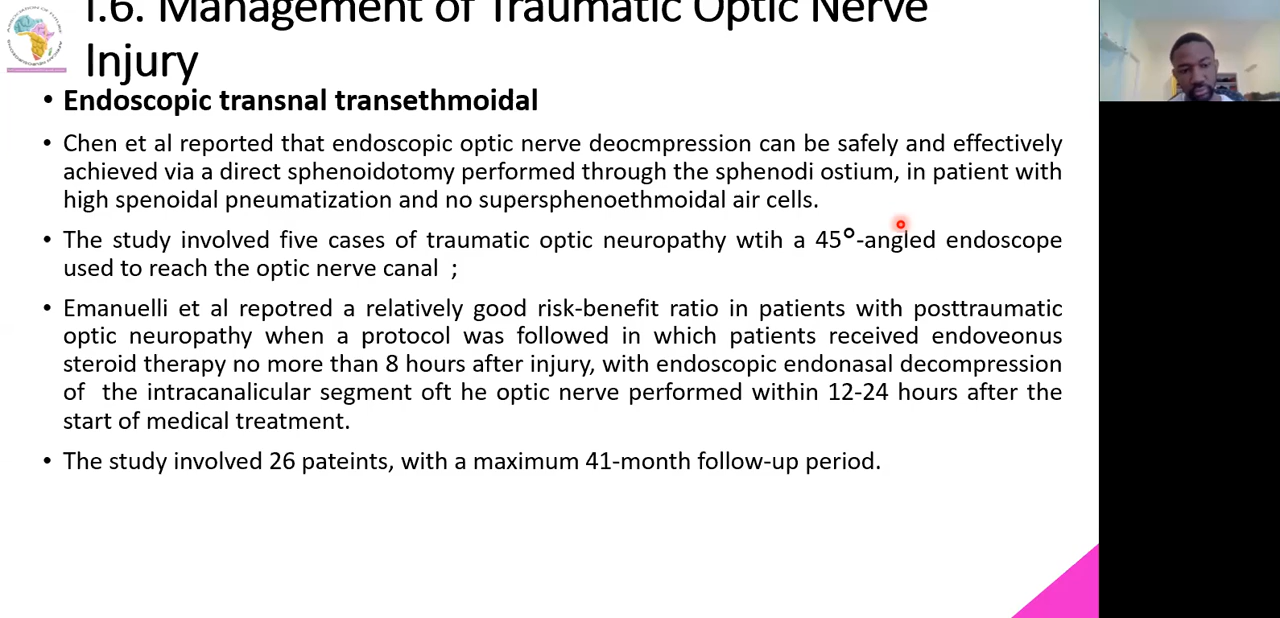 I.6. Management of Traumatic Optic Nerve
Injury
• Endoscopic transnal transethmoidal
• Chen et al reported that endoscopic optic nerve deocmpression can be safely and effectively
achieved via a direct sphenoidotomy performed through the sphenodi ostium, in patient with
high spenoidal pneumatization and no supersphenoethmoidal air cells.
• The study involved five cases of traumatic optic neuropathy wtih a 45°-angled endoscope
used to reach the optic nerve canal ;
• Emanuelli et al repotred a relatively good risk-benefit ratio in patients with posttraumatic
optic neuropathy when a protocol was followed in which patients received endoveonus
steroid therapy no more than 8 hours after injury, with endoscopic endonasal decompression
of the intracanalicular segment oft he optic nerve performed within 12-24 hours after the
start of medical treatment.
• The study involved 26 pateints, with a maximum 41-month follow-up period.